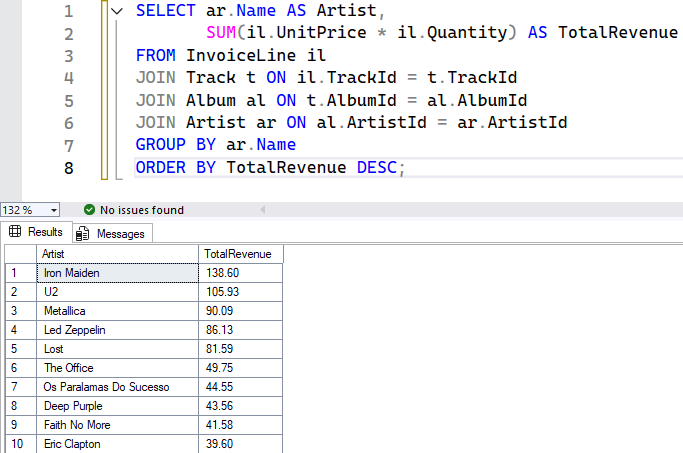 1 SELECT ar.Name AS Artist,
2 SUM(il.UnitPrice * il.Quantity) AS TotalRevenue
3 FROM InvoiceLine il
4 JOIN Track t ON il.TrackId = t.TrackId
5 JOIN Album al ON t.AlbumId = al.AlbumId
6 JOIN Artist ar ON al.ArtistId = ar.ArtistId
7 GROUP BY ar.Name
8 ORDER BY TotalRevenue DESC;
132 % No issues found
Results Messages
Artist TotalRevenue
1 Iron Maiden 138.60
2 U2 105.93
3 Metallica 90.09
4 Led Zeppelin 86.13
5 Lost 81.59
6 The Office 49.75
7 Os Paralamas Do Sucesso 44.55
8 Deep Purple 43.56
9 Faith No More 41.58
10 Eric Clapton 39.60